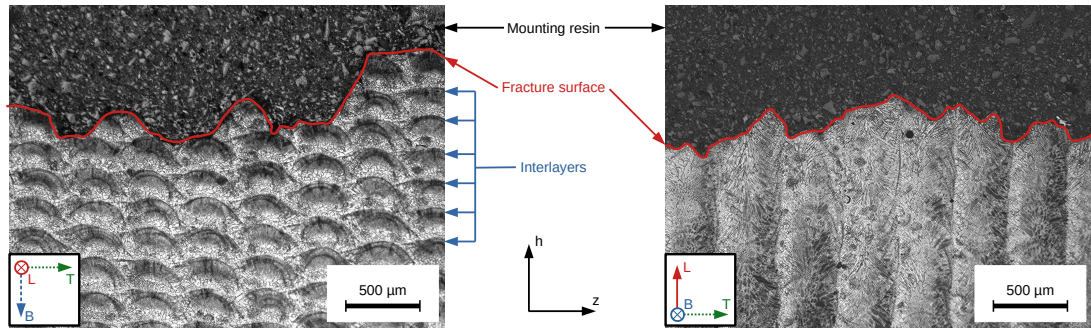 Mounting resin
Fracture surface
Interlayers
h
z
L
T
B
500 µm
L
B
T
500 µm